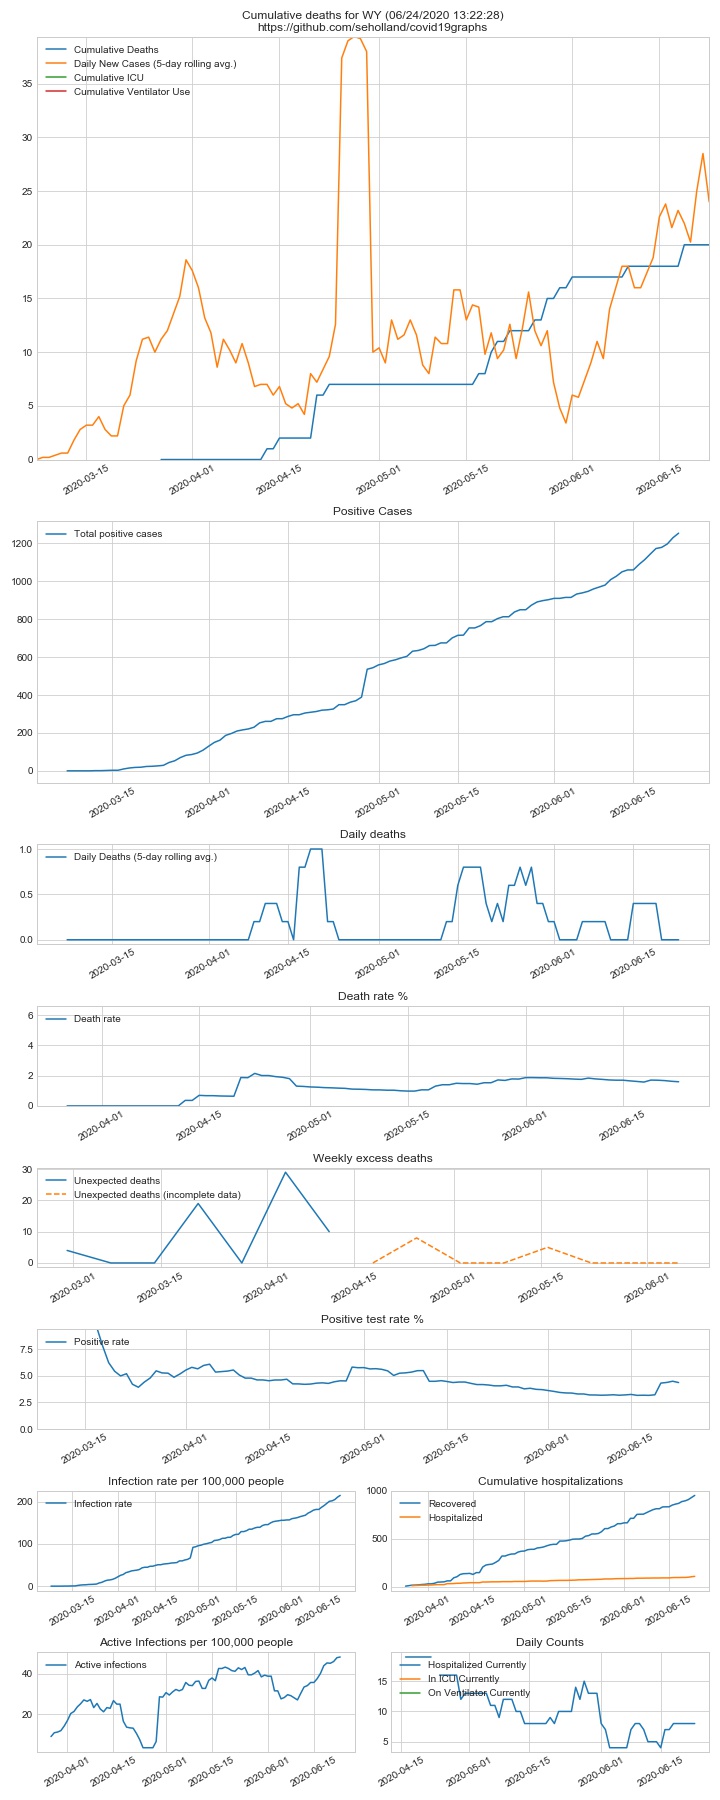 Cumulative deaths for WY (06/24/2020 13:22:28)
https://github.com/seholland/covid19graphs
Cumulative Deaths
Daily New Cases (5-day rolling avg.)
Cumulative ICU
Cumulative Ventilator Use
35
30
25
20
15
10
5
0
2020-03-15 2020-04-01 2020-04-15 2020-05-01 2020-05-15 2020-06-01 2020-06-15
Positive Cases
Total positive cases
1200
1000
800
600
400
200
0
2020-03-15 2020-04-01 2020-04-15 2020-05-01 2020-05-15 2020-06-01 2020-06-15
Daily deaths
Daily Deaths (5-day rolling avg.)
1.0
0.5
0.0
2020-03-15 2020-04-01 2020-04-15 2020-05-01 2020-05-15 2020-06-01 2020-06-15
Death rate %
Death rate
6
4
2
0
2020-04-01 2020-04-15 2020-05-01 2020-05-15 2020-06-01 2020-06-15
Weekly excess deaths
Unexpected deaths
Unexpected deaths (incomplete data)
30
20
10
0
2020-03-01 2020-03-15 2020-04-01 2020-04-15 2020-05-01 2020-05-15 2020-06-01
Positive test rate %
Positive rate
7.5
5.0
2.5
0.0
2020-03-15 2020-04-01 2020-04-15 2020-05-01 2020-05-15 2020-06-01 2020-06-15
Infection rate per 100,000 people
Infection rate
200
100
0
2020-03-15 2020-04-01 2020-04-15 2020-05-01 2020-05-15 2020-06-01 2020-06-15
Cumulative hospitalizations
Recovered
Hospitalized
1000
500
0
2020-04-01 2020-04-15 2020-05-01 2020-05-15 2020-06-01 2020-06-15
Active Infections per 100,000 people
Active infections
40
20
2020-04-01 2020-04-15 2020-05-01 2020-05-15 2020-06-01 2020-06-15
Daily Counts
Hospitalized Currently
In ICU Currently
On Ventilator Currently
15
10
5
2020-04-15 2020-05-01 2020-05-15 2020-06-01 2020-06-15